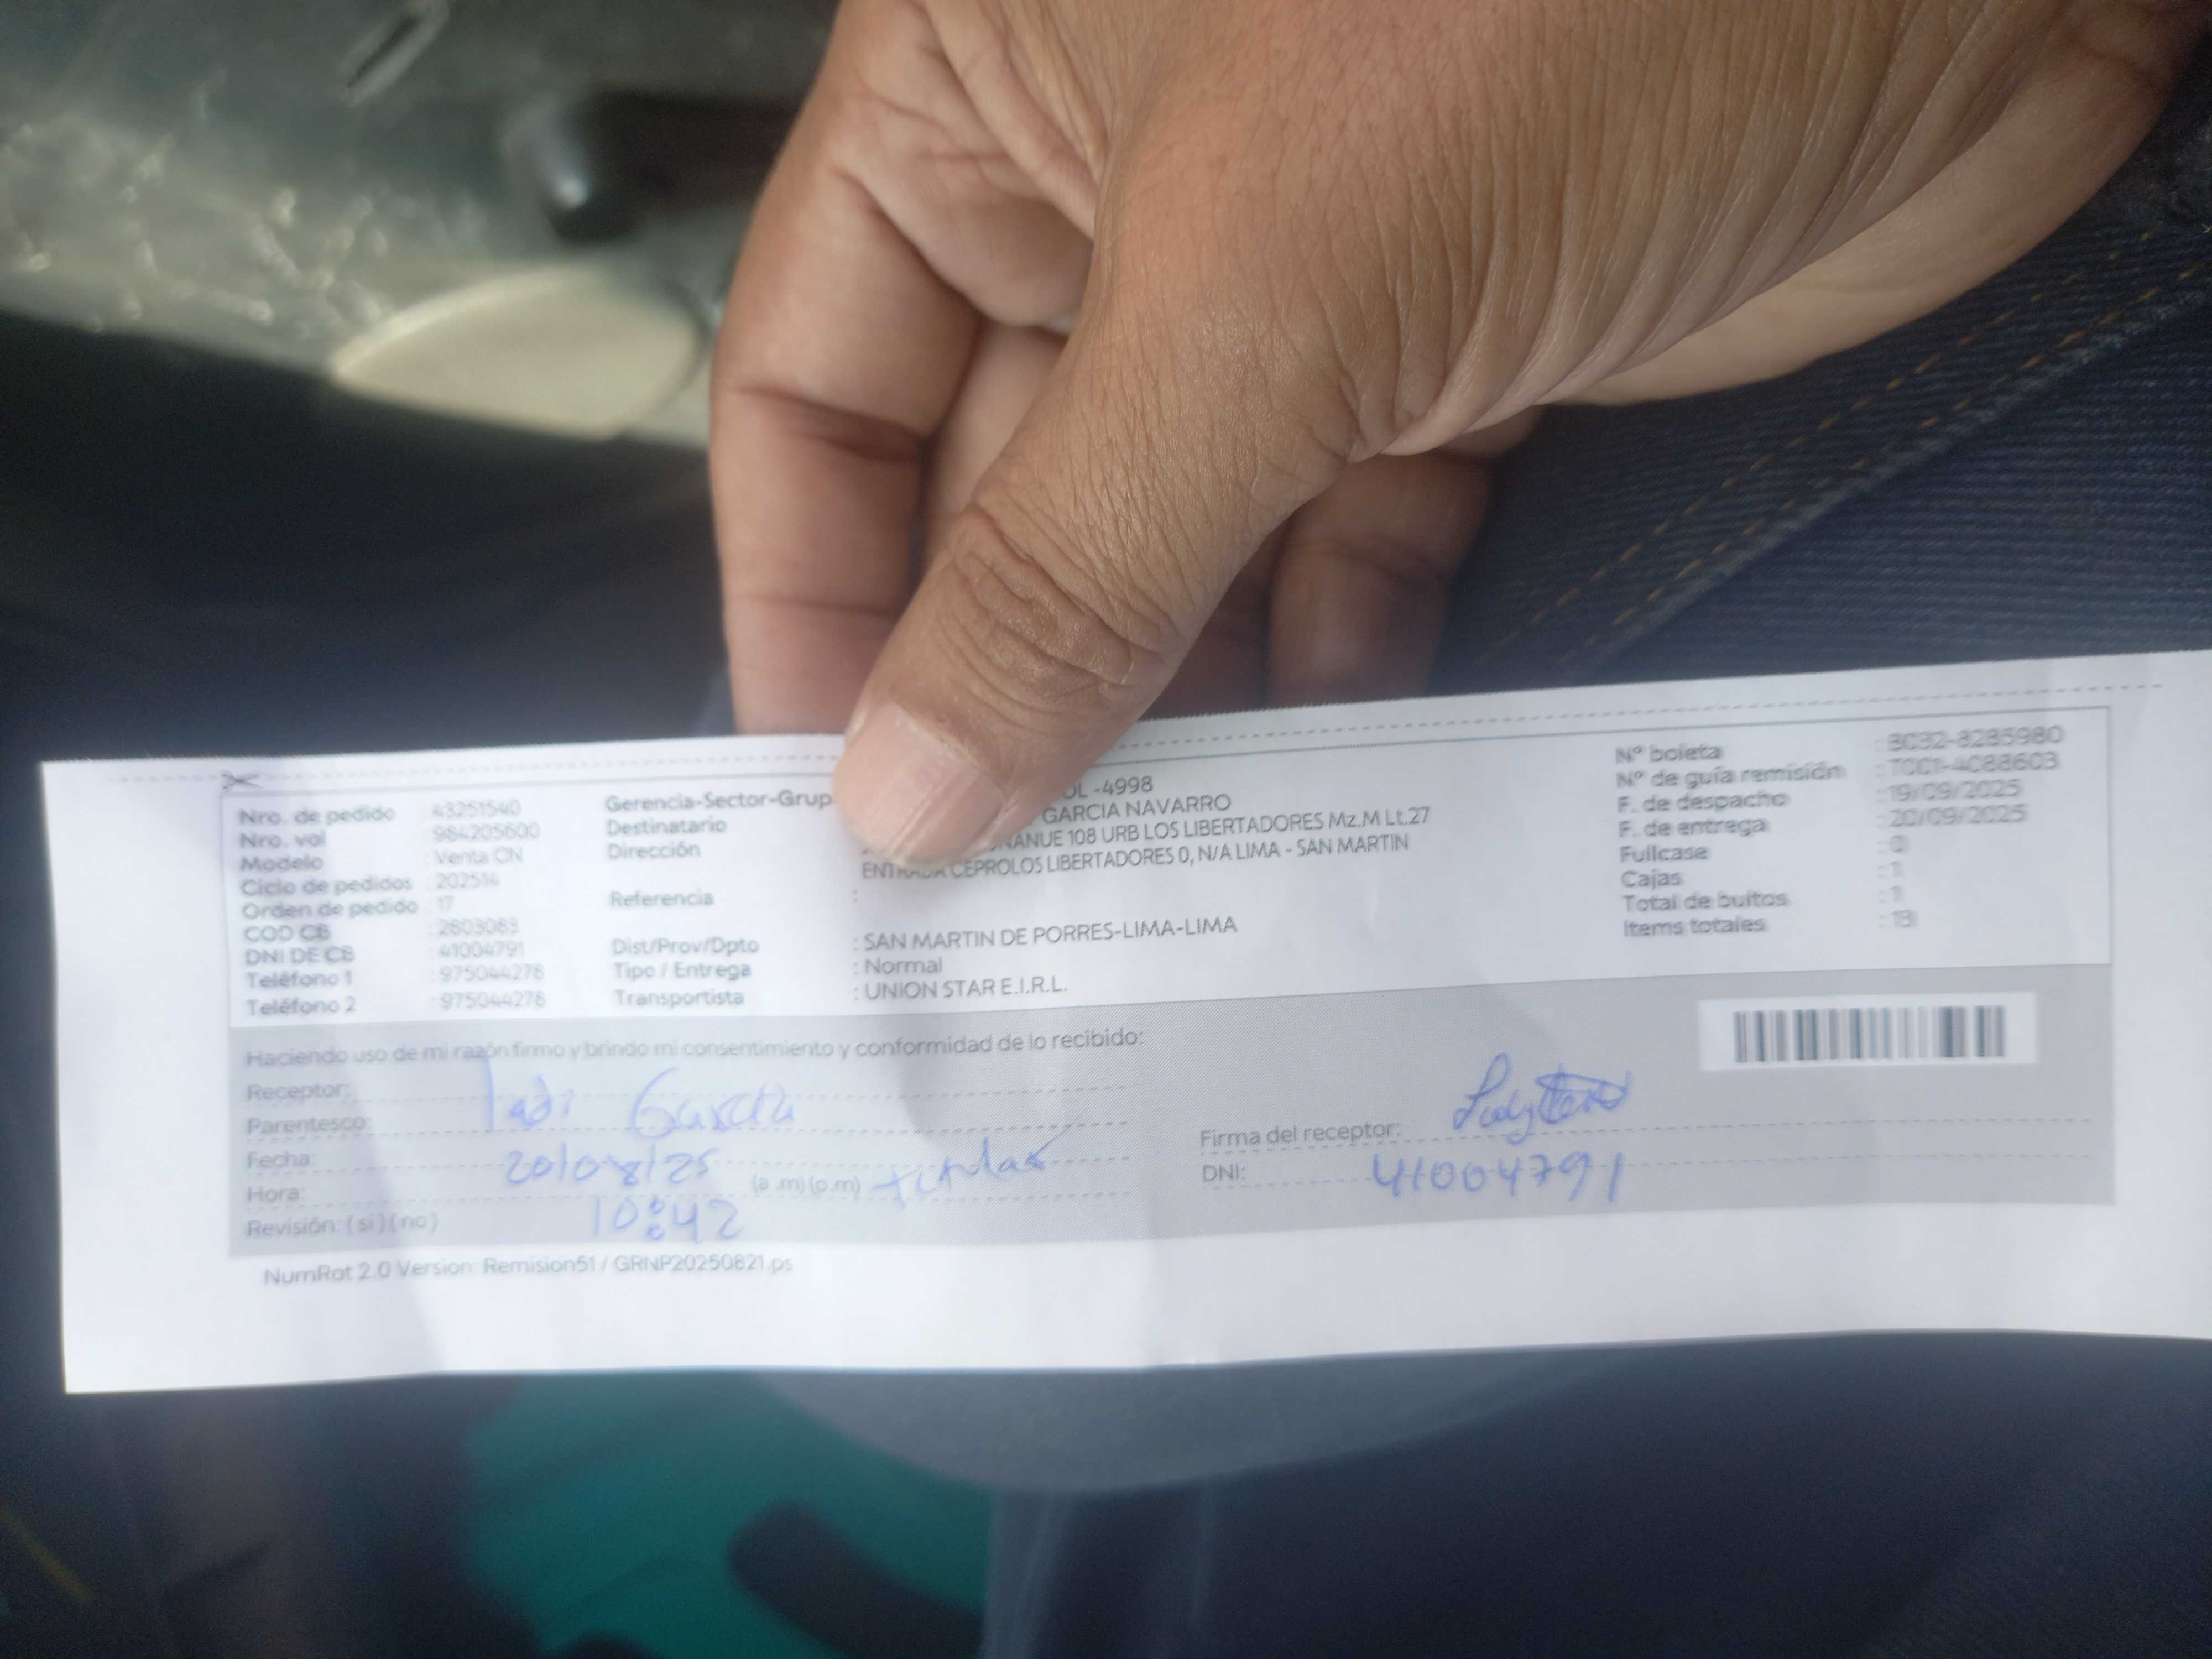 Nro. de pedido : 43251540
Nro. vol : 984205600
Modelo : Venta CN
Ciclo de pedidos : 202514
Orden de pedido : 17
COD CB : 2803083
DNI DE CB : 41004791
Teléfono 1 : 975044278
Teléfono 2 : 975044278
Gerencia-Sector-Grup OL -4998
Destinatario GARCIA NAVARRO
Dirección 108 URB LOS LIBERTADORES Mz.M Lt.27
ENTRADA CEPROLOS LIBERTADORES 0, N/A LIMA - SAN MARTIN
Referencia :
Dist/Prov/Dpto : SAN MARTIN DE PORRES-LIMA-LIMA
Tipo / Entrega : Normal
Transportista : UNION STAR E.I.R.L.
N° boleta : B032-8285980
N° de guía remisión : T001-4088603
F. de despacho : 19/09/2025
F. de entrega : 20/09/2025
Fullcase : 0
Cajas : 1
Total de bultos : 1
Items totales :
Haciendo uso de mi razón firmo y brindo mi consentimiento y conformidad de lo recibido:
Receptor:
Parentesco: Garcia
Fecha: 20/08/25
Hora: 10:42 (a .m) (p.m) titular
Revisión: ( si ) ( no )
Firma del receptor:
DNI: 41004791
NumRot 2.0 Version: Remision51 / GRNP20250821.ps